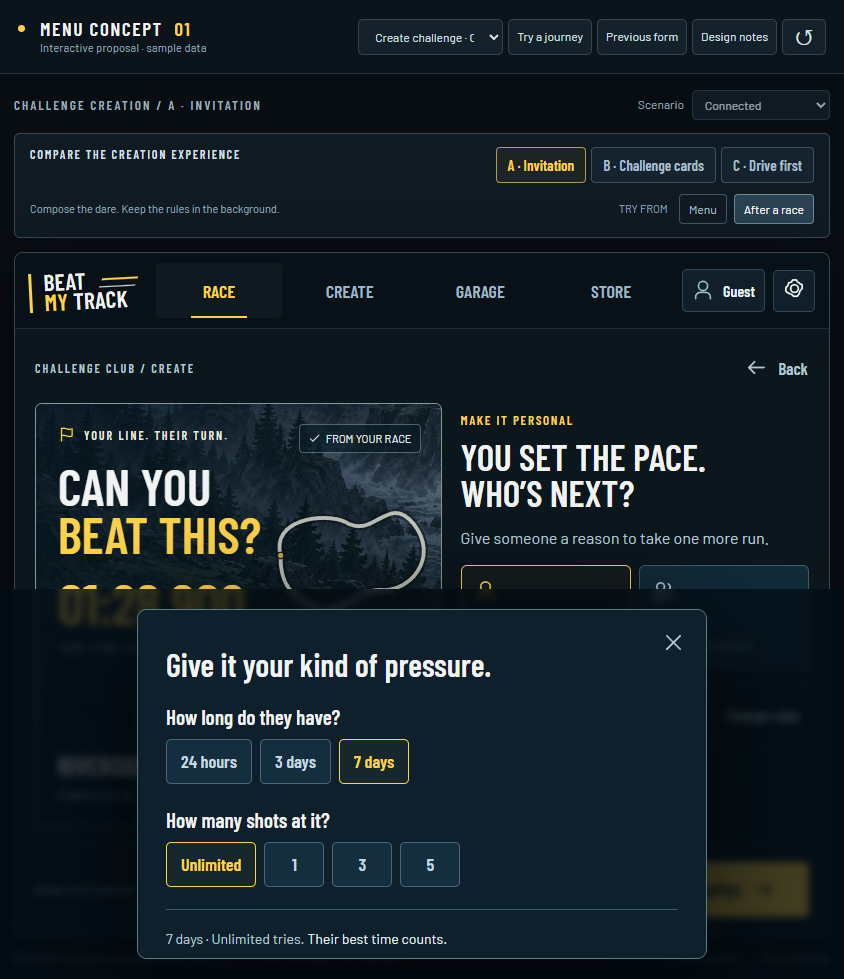 MENU CONCEPT 01
Interactive proposal · sample data
Create challenge · C
Try a journey
Previous form
Design notes
CHALLENGE CREATION / A · INVITATION
Scenario
Connected
COMPARE THE CREATION EXPERIENCE
A · Invitation
B · Challenge cards
C · Drive first
Compose the dare. Keep the rules in the background.
TRY FROM
Menu
After a race
BEAT
MY TRACK
RACE
CREATE
GARAGE
STORE
Guest
CHALLENGE CLUB / CREATE
Back
YOUR LINE. THEIR TURN.
FROM YOUR RACE
CAN YOU
BEAT THIS?
MAKE IT PERSONAL
YOU SET THE PACE.
WHO'S NEXT?
Give someone a reason to take one more run.
Give it your kind of pressure.
How long do they have?
24 hours
3 days
7 days
How many shots at it?
Unlimited
1
3
5
7 days · Unlimited tries. Their best time counts.